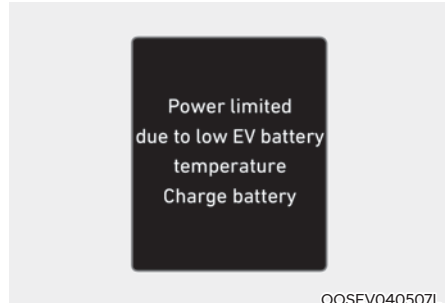 Power limited
due to low EV battery
temperature
Charge battery
OOSEV040507L